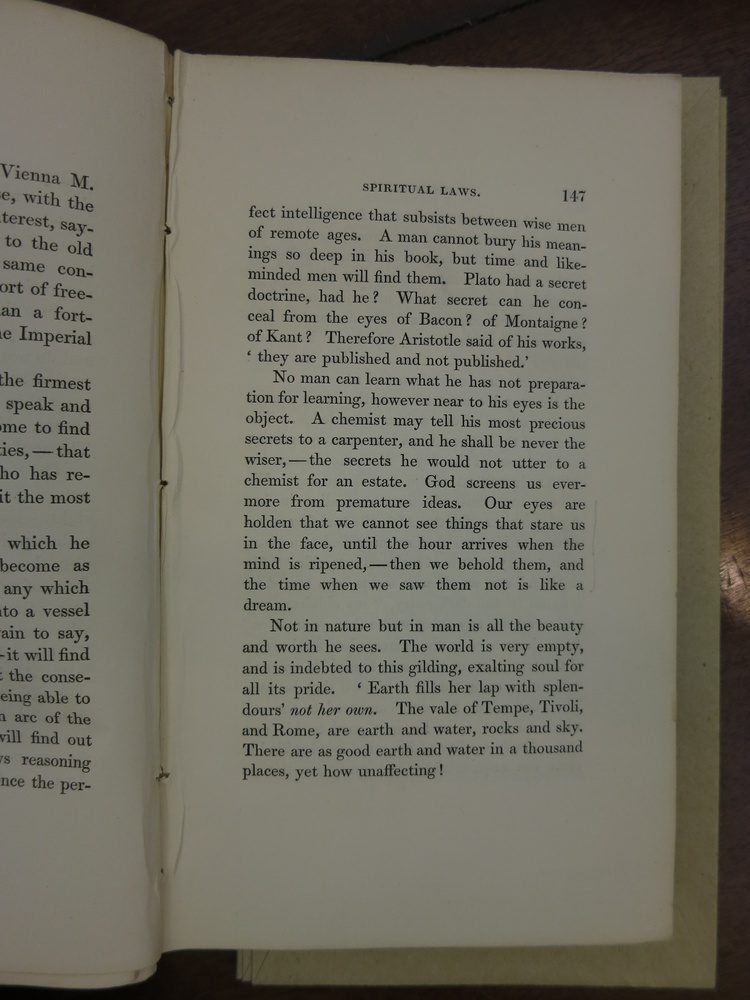 Vienna M.
e, with the
terest, say-
to the old
same con-
ort of free-
an a fort-
e Imperial
the firmest
speak and
ome to find
ties,—that
ho has re-
it the most
which he
become as
any which
nto a vessel
ain to say,
-it will find
t the conse-
eing able to
n arc of the
will find out
s reasoning
nce the per-
SPIRITUAL LAWS. 147
fect intelligence that subsists between wise men
of remote ages. A man cannot bury his mean-
ings so deep in his book, but time and like-
minded men will find them. Plato had a secret
doctrine, had he? What secret can he con-
ceal from the eyes of Bacon? of Montaigne?
of Kant? Therefore Aristotle said of his works,
‘ they are published and not published.’
No man can learn what he has not prepara-
tion for learning, however near to his eyes is the
object. A chemist may tell his most precious
secrets to a carpenter, and he shall be never the
wiser,—the secrets he would not utter to a
chemist for an estate. God screens us ever-
more from premature ideas. Our eyes are
holden that we cannot see things that stare us
in the face, until the hour arrives when the
mind is ripened,—then we behold them, and
the time when we saw them not is like a
dream.
Not in nature but in man is all the beauty
and worth he sees. The world is very empty,
and is indebted to this gilding, exalting soul for
all its pride. ‘ Earth fills her lap with splen-
dours’ not her own. The vale of Tempe, Tivoli,
and Rome, are earth and water, rocks and sky.
There are as good earth and water in a thousand
places, yet how unaffecting!